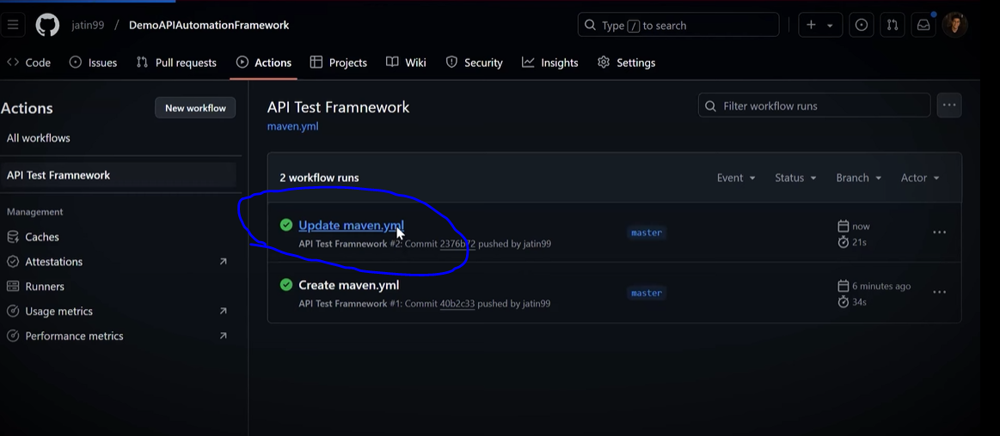 jatin99 / DemoAPIAutomationFramework
Type / to search
Code
Issues
Pull requests
Actions
Projects
Wiki
Security
Insights
Settings
Actions
New workflow
All workflows
API Test Framnework
Management
Caches
Attestations
Runners
Usage metrics
Performance metrics
API Test Framnework
maven.yml
Filter workflow runs
2 workflow runs
Event
Status
Branch
Actor
Update maven.yml
API Test Framnework #2: Commit 2376b72 pushed by jatin99
master
now
21s
Create maven.yml
API Test Framnework #1: Commit 40b2c33 pushed by jatin99
master
6 minutes ago
34s